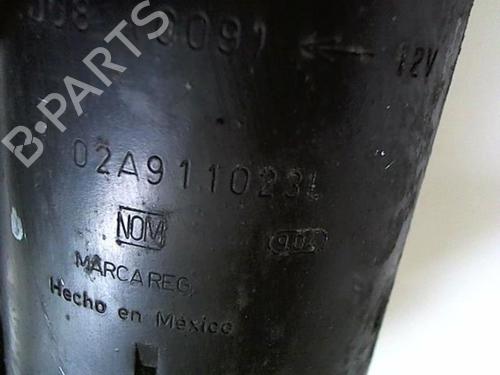 12V
02A911023L
NOM
MARCA REG.
Hecho en México
B-PARTS